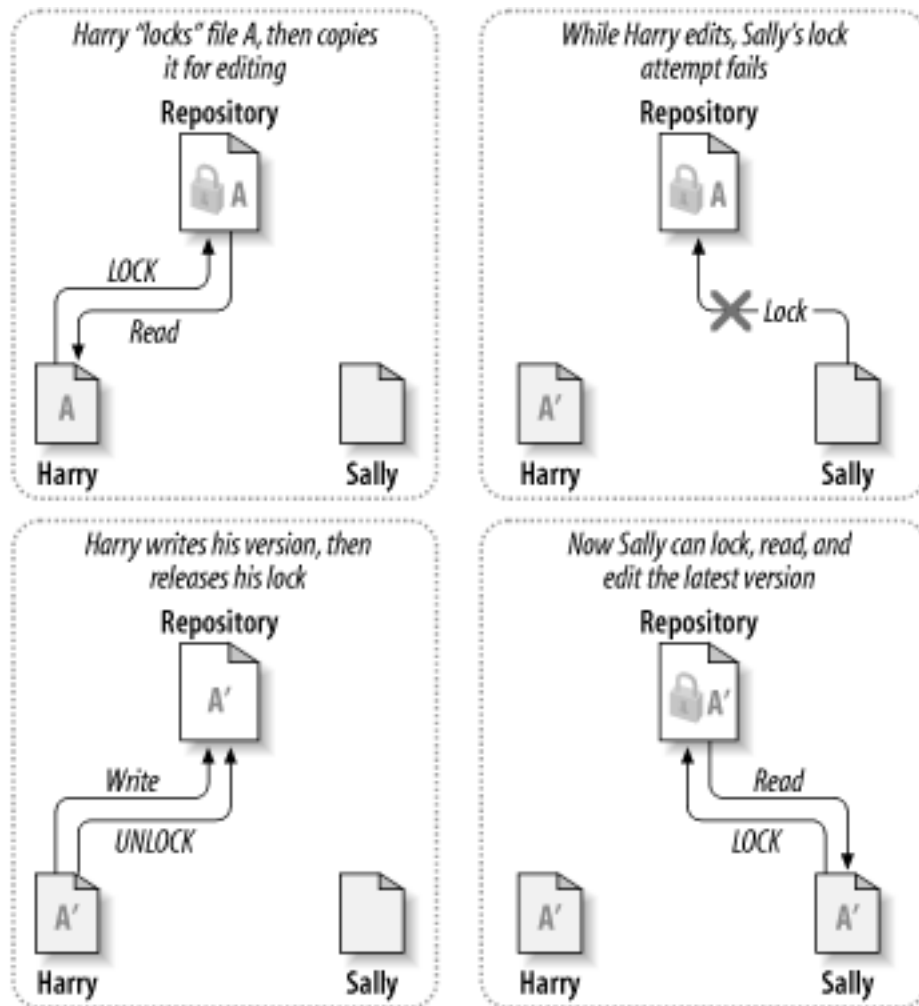 Harry “locks” file A, then copies
it for editing
Repository
A
LOCK
Read
A
Harry
Sally
While Harry edits, Sally’s lock
attempt fails
Repository
A
Lock
A′
Harry
Sally
Harry writes his version, then
releases his lock
Repository
A′
Write
UNLOCK
A′
Harry
Sally
Now Sally can lock, read, and
edit the latest version
Repository
A′
Read
LOCK
A′
A′
Harry
Sally